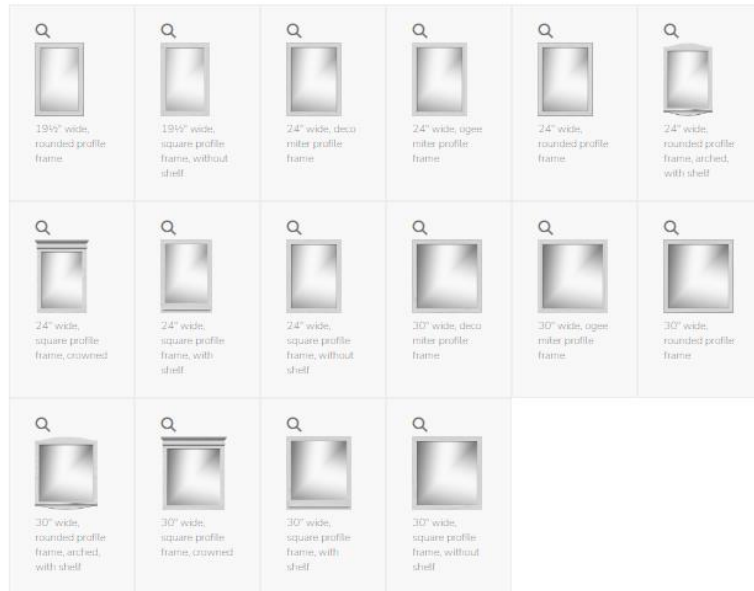 19½" wide,
rounded profile
frame
19½" wide,
square profile
frame, without
shelf
24" wide, deco
miter profile
frame
24" wide, ogee
miter profile
frame
24" wide,
rounded profile
frame
24" wide,
rounded profile
frame, arched,
with shelf
24" wide,
square profile
frame, crowned
24" wide,
square profile
frame, with
shelf
24" wide,
square profile
frame, without
shelf
30" wide, deco
miter profile
frame
30" wide, ogee
miter profile
frame
30" wide,
rounded profile
frame
30" wide,
rounded profile
frame, arched,
with shelf
30" wide,
square profile
frame, crowned
30" wide,
square profile
frame, with
shelf
30" wide,
square profile
frame, without
shelf